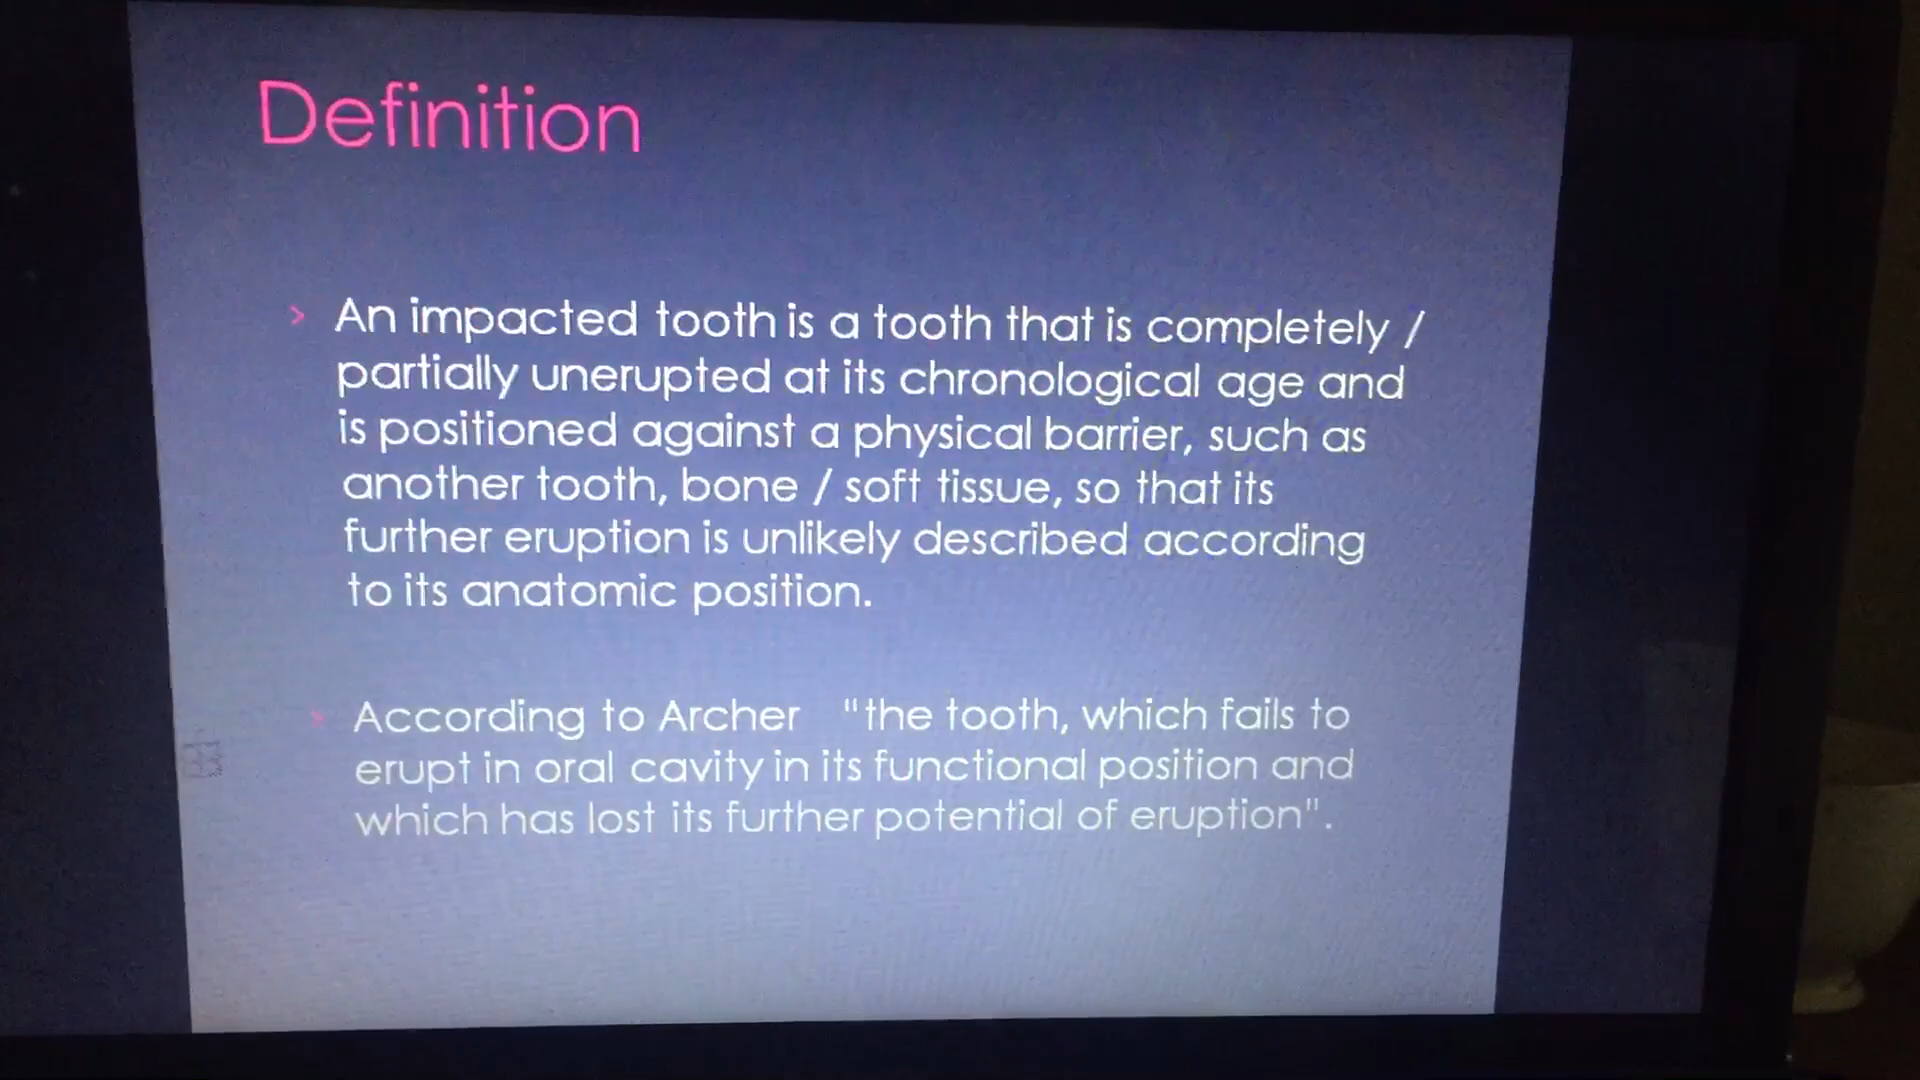 Definition
› An impacted tooth is a tooth that is completely /
partially unerupted at its chronological age and
is positioned against a physical barrier, such as
another tooth, bone / soft tissue, so that its
further eruption is unlikely described according
to its anatomic position.
› According to Archer "the tooth, which fails to
erupt in oral cavity in its functional position and
which has lost its further potential of eruption".